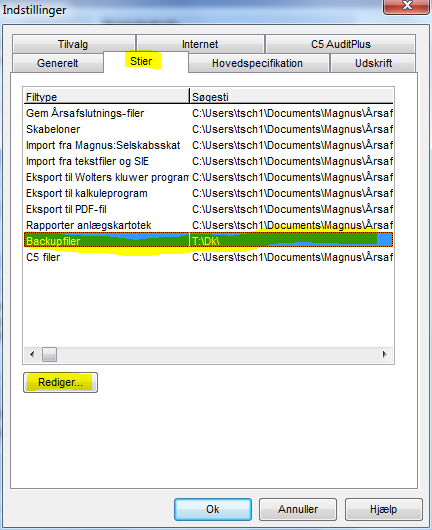 Indstillinger
Tilvalg Internet C5 AuditPlus
Generelt Stier Hovedspecifikation Udskrift
Filtype Søgesti
Gem Årsafslutnings-filer C:\Users\tsch1\Documents\Magnus\Årsaf
Skabeloner C:\Users\tsch1\Documents\Magnus\Årsaf
Import fra Magnus:Selskabsskat C:\Users\tsch1\Documents\Magnus\Årsaf
Import fra tekstfiler og SIE C:\Users\tsch1\Documents\Magnus\Årsaf
Eksport til Wolters kluwer program C:\Users\tsch1\Documents\Magnus\Årsaf
Eksport til kalkuleprogram C:\Users\tsch1\Documents\Magnus\Årsaf
Eksport til PDF-fil C:\Users\tsch1\Documents\Magnus\Årsaf
Rapporter anlægskartotek C:\Users\tsch1\Documents\Magnus\Årsaf
Backupfiler T:\Dk\
C5 filer C:\Users\tsch1\Documents\Magnus\Årsaf
Rediger...
Ok Annuller Hjælp